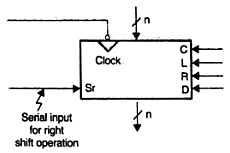 n
Clock
C
L
R
D
Sr
n
Serial input
for right
shift operation